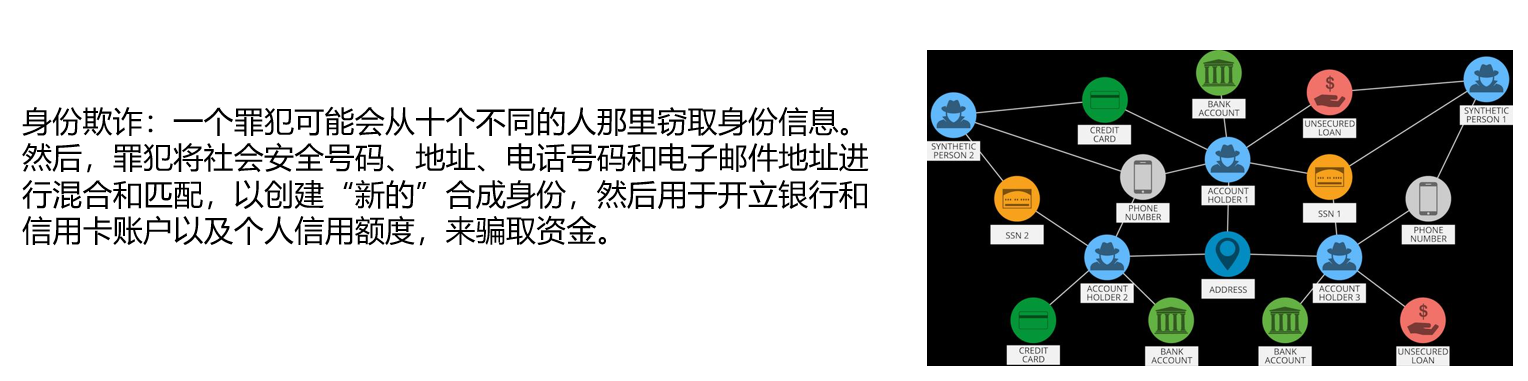 身份欺诈：一个罪犯可能会从十个不同的人那里窃取身份信息。
然后，罪犯将社会安全号码、地址、电话号码和电子邮件地址进
行混合和匹配，以创建“新的”合成身份，然后用于开立银行和
信用卡账户以及个人信用额度，来骗取资金。
BANK
ACCOUNT
SYNTHETIC
PERSON 1
UNSECURED
LOAN
CREDIT
CARD
SYNTHETIC
PERSON 2
ACCOUNT
HOLDER 1
PHONE
NUMBER
SSN 1
SSN 2
PHONE
NUMBER
ACCOUNT
HOLDER 2
ADDRESS
ACCOUNT
HOLDER 3
CREDIT
CARD
BANK
ACCOUNT
BANK
ACCOUNT
UNSECURED
LOAN
$
$